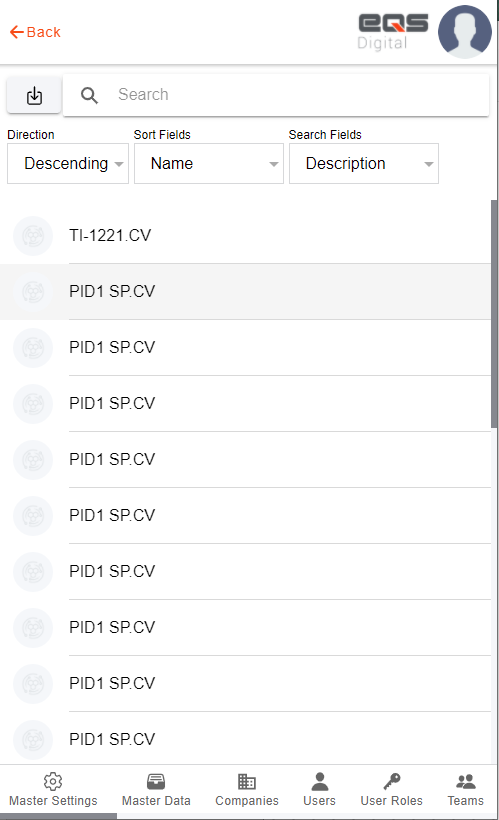 Back
eqs
Digital
Search
Direction
Sort Fields
Search Fields
Descending
Name
Description
TI-1221.CV
PID1 SP.CV
PID1 SP.CV
PID1 SP.CV
PID1 SP.CV
PID1 SP.CV
PID1 SP.CV
PID1 SP.CV
PID1 SP.CV
PID1 SP.CV
Master Settings
Master Data
Companies
Users
User Roles
Teams